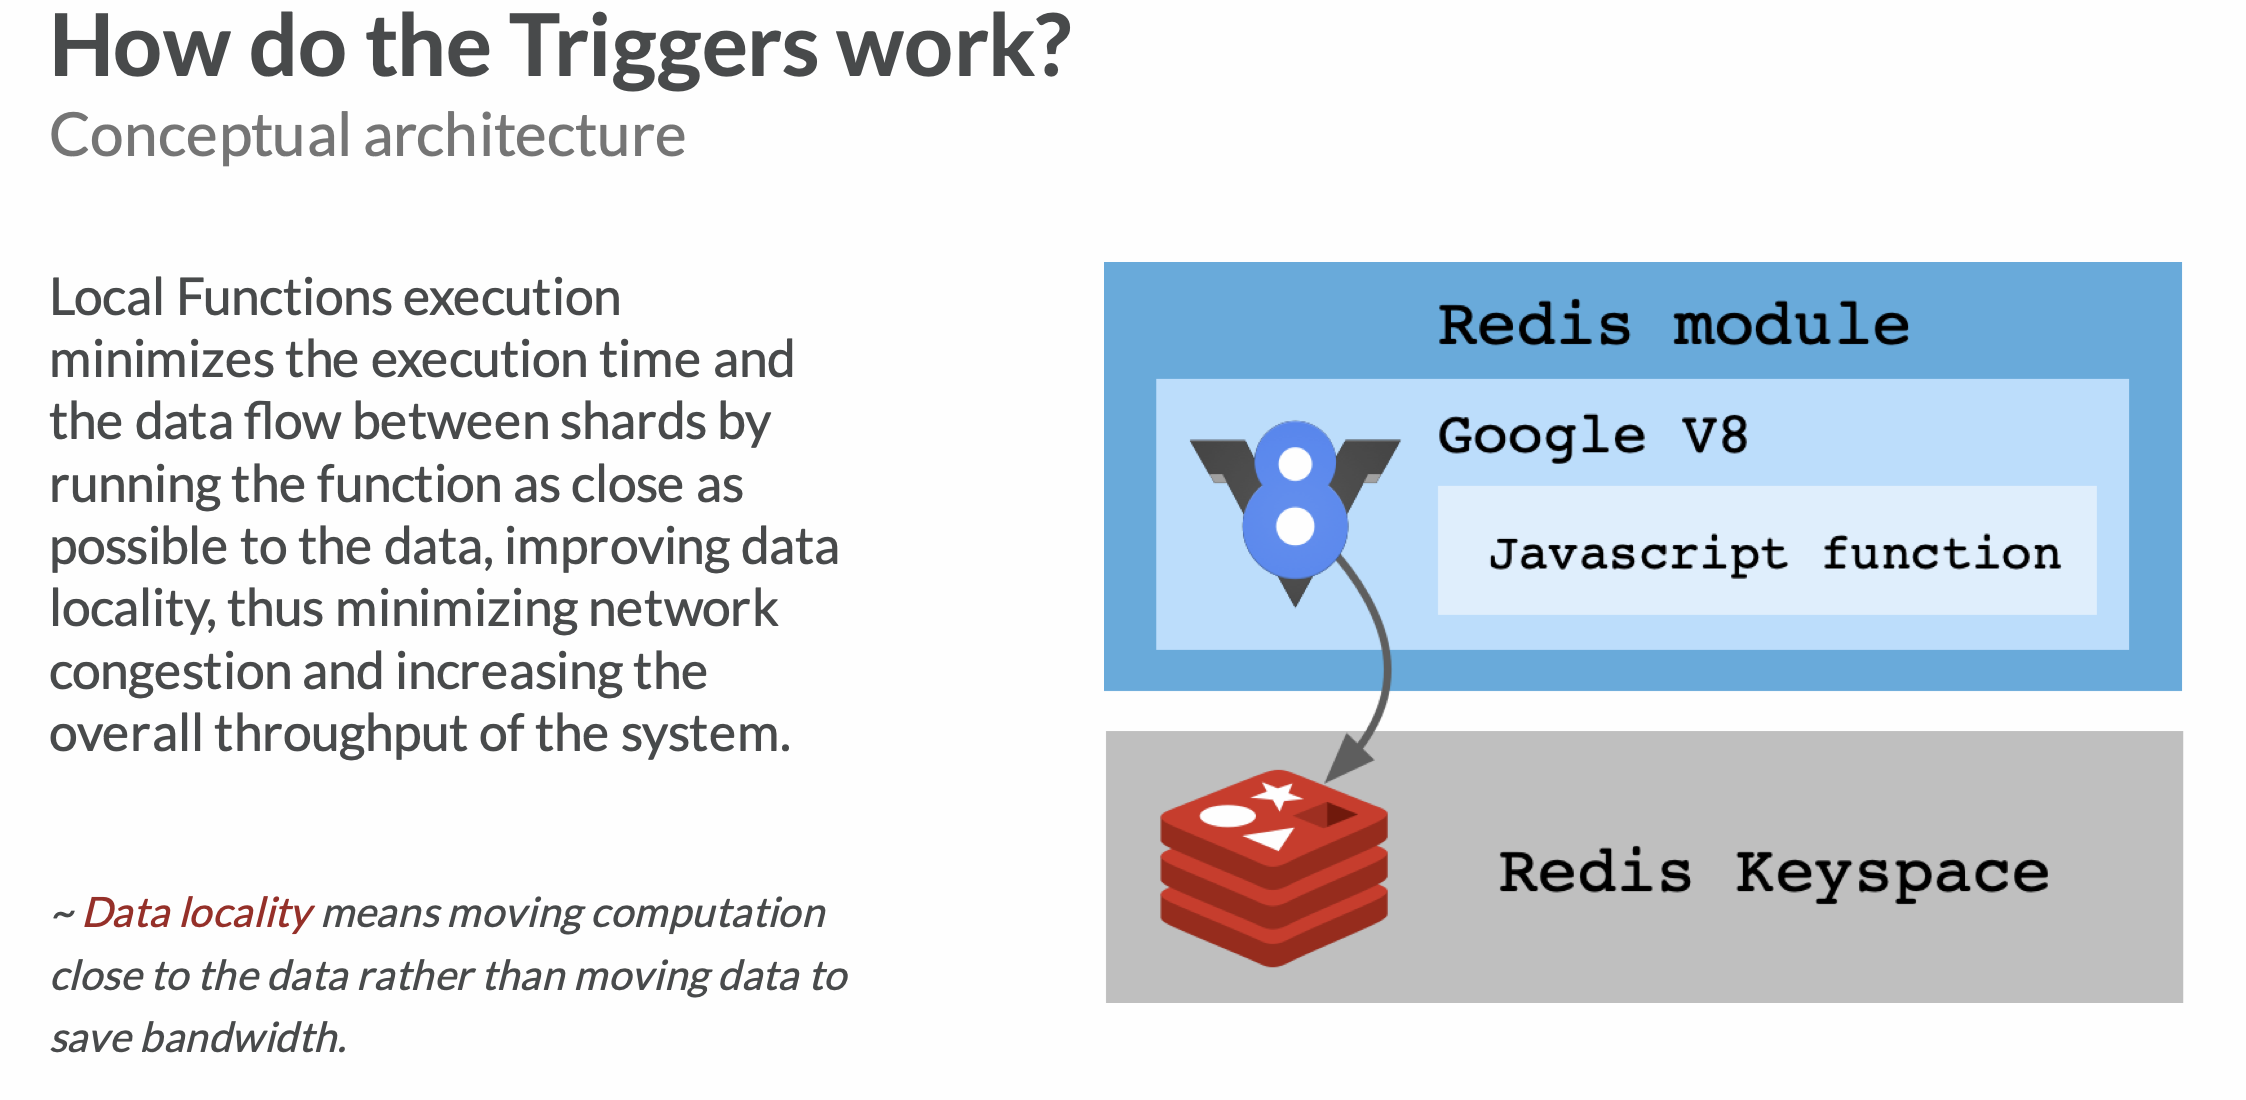 How do the Triggers work?
Conceptual architecture
Local Functions execution
minimizes the execution time and
the data flow between shards by
running the function as close as
possible to the data, improving data
locality, thus minimizing network
congestion and increasing the
overall throughput of the system.
~ Data locality means moving computation
close to the data rather than moving data to
save bandwidth.
Redis module
Google V8
Javascript function
Redis Keyspace